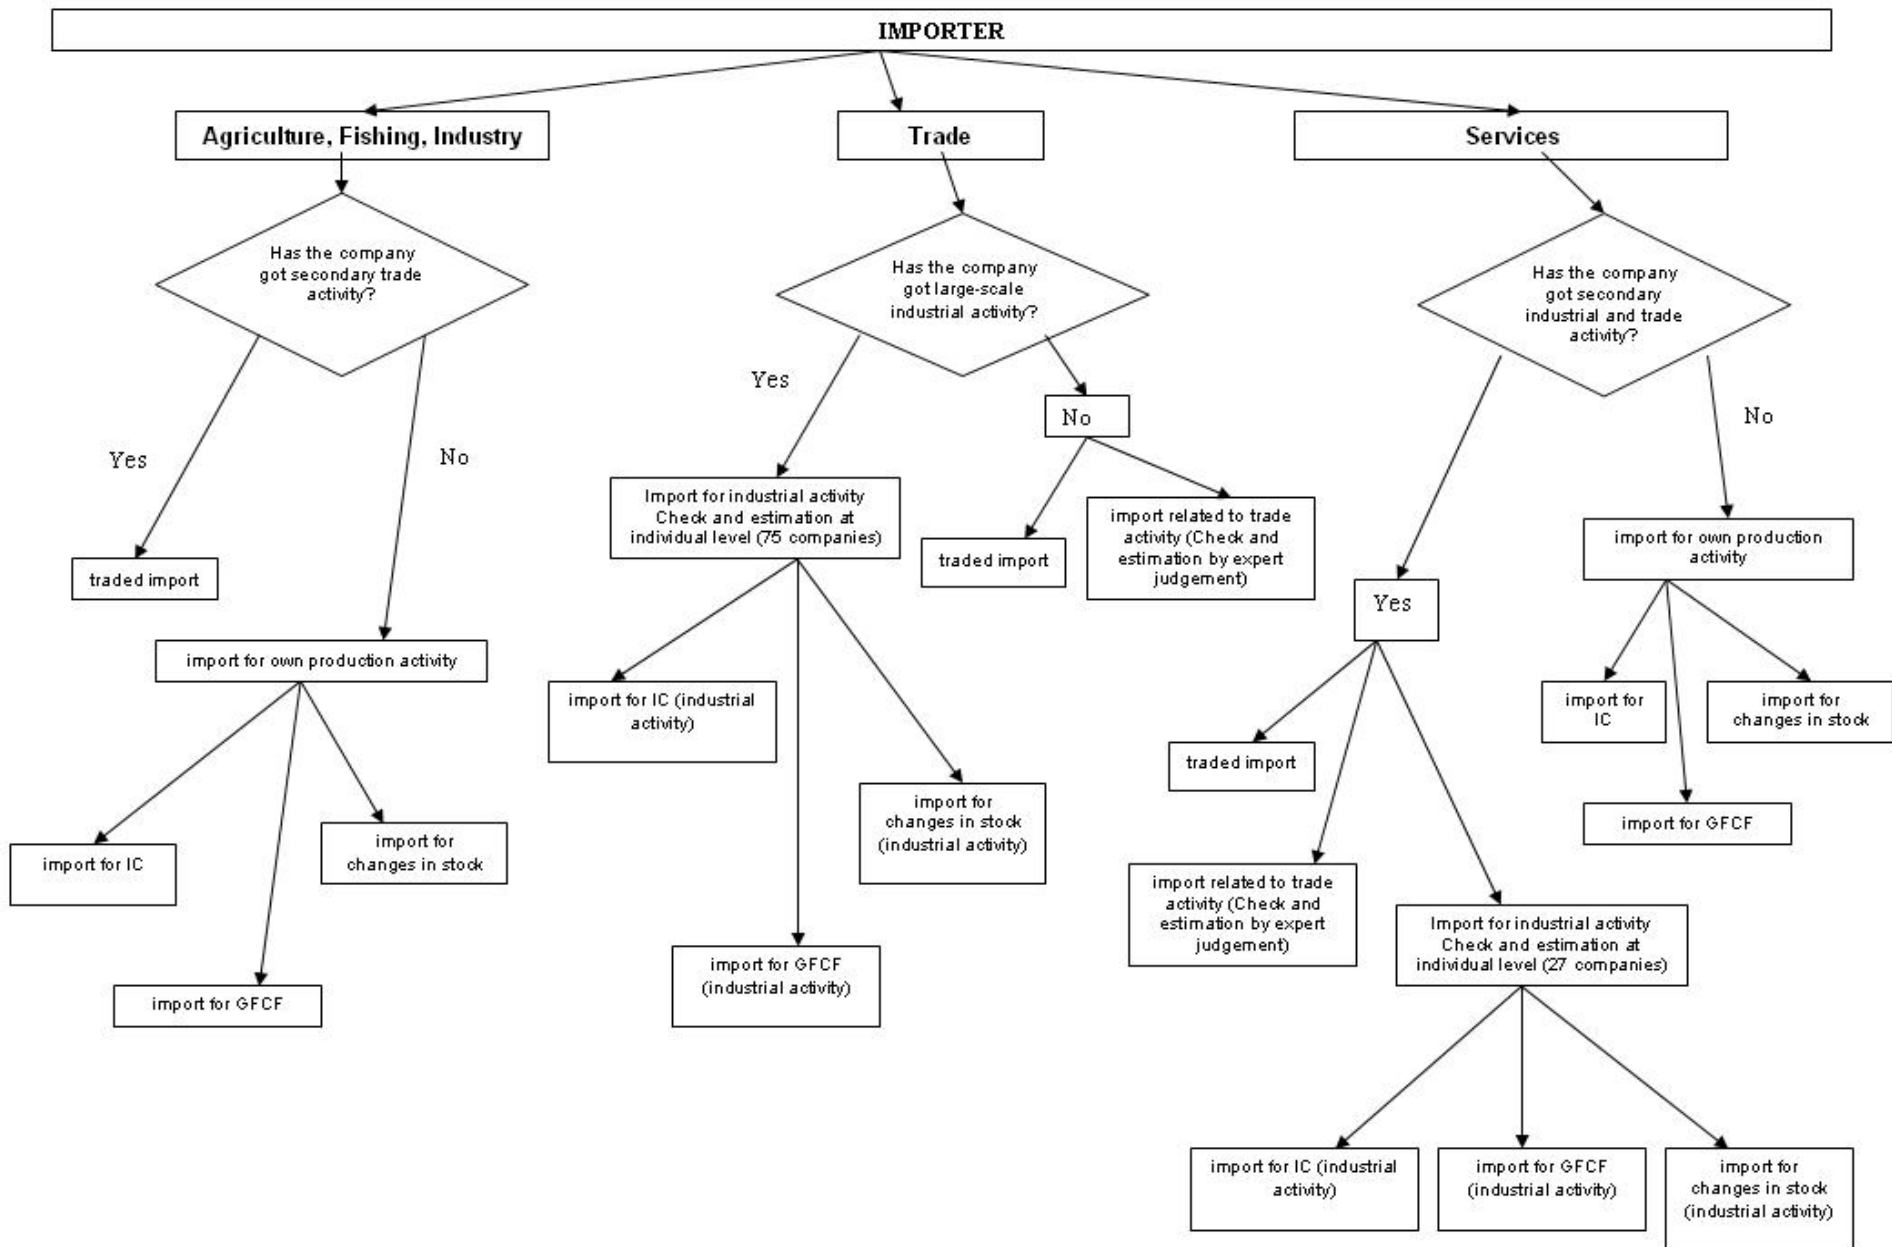 IMPORTER
Agriculture, Fishing, Industry
Trade
Services
Has the company
got secondary trade
activity?
Has the company
got large-scale
industrial activity?
Has the company
got secondary
industrial and trade
activity?
Yes
No
Yes
No
No
Yes
traded import
import for own production activity
import for IC
import for
changes in stock
import for GFCF
Import for industrial activity
Check and estimation at
individual level (75 companies)
traded import
import related to trade
activity (Check and
estimation by expert
judgement)
import for IC (industrial
activity)
import for
changes in stock
(industrial activity)
import for GFCF
(industrial activity)
import for own production
activity
import for
IC
import for
changes in stock
import for GFCF
traded import
import related to trade
activity (Check and
estimation by expert
judgement)
Import for industrial activity
Check and estimation at
individual level (27 companies)
import for IC (industrial
activity)
import for GFCF
(industrial activity)
import for
changes in stock
(industrial activity)